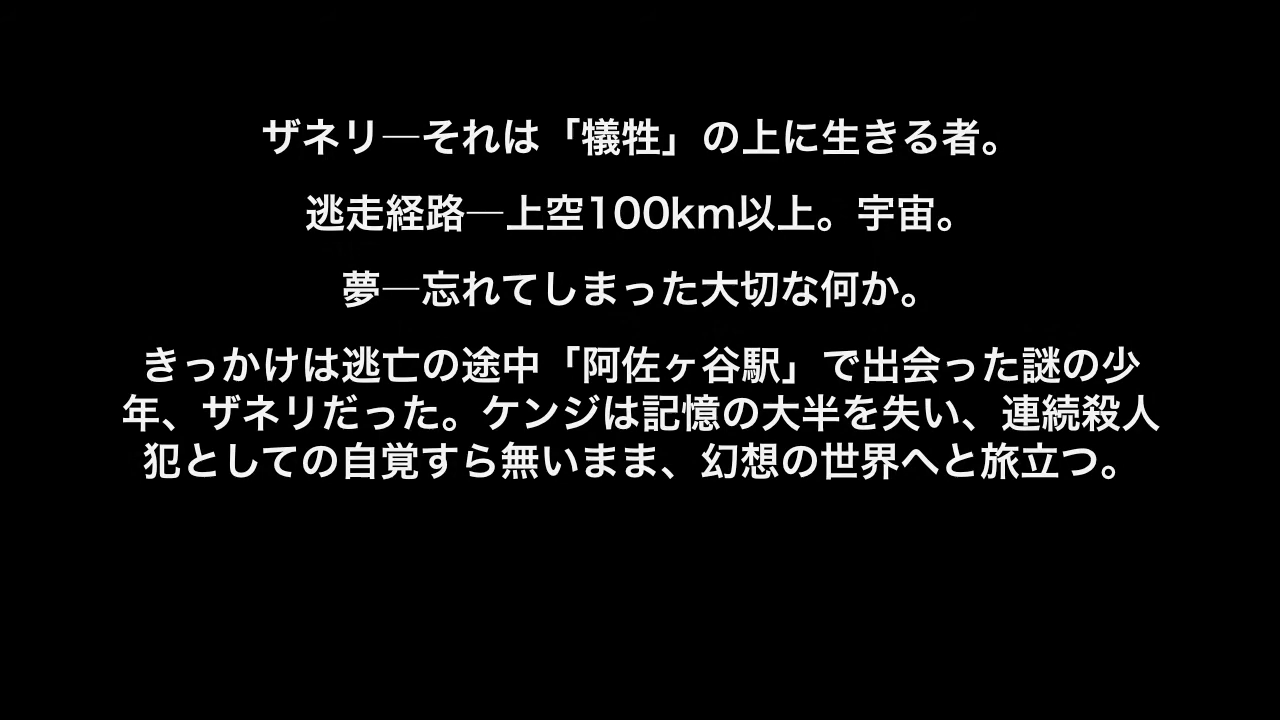 ザネリ─それは「犠牲」の上に生きる者。
逃走経路─上空100km以上。宇宙。
夢─忘れてしまった大切な何か。
きっかけは逃亡の途中「阿佐ヶ谷駅」で出会った謎の少
年、ザネリだった。ケンジは記憶の大半を失い、連続殺人
犯としての自覚すら無いまま、幻想の世界へと旅立つ。